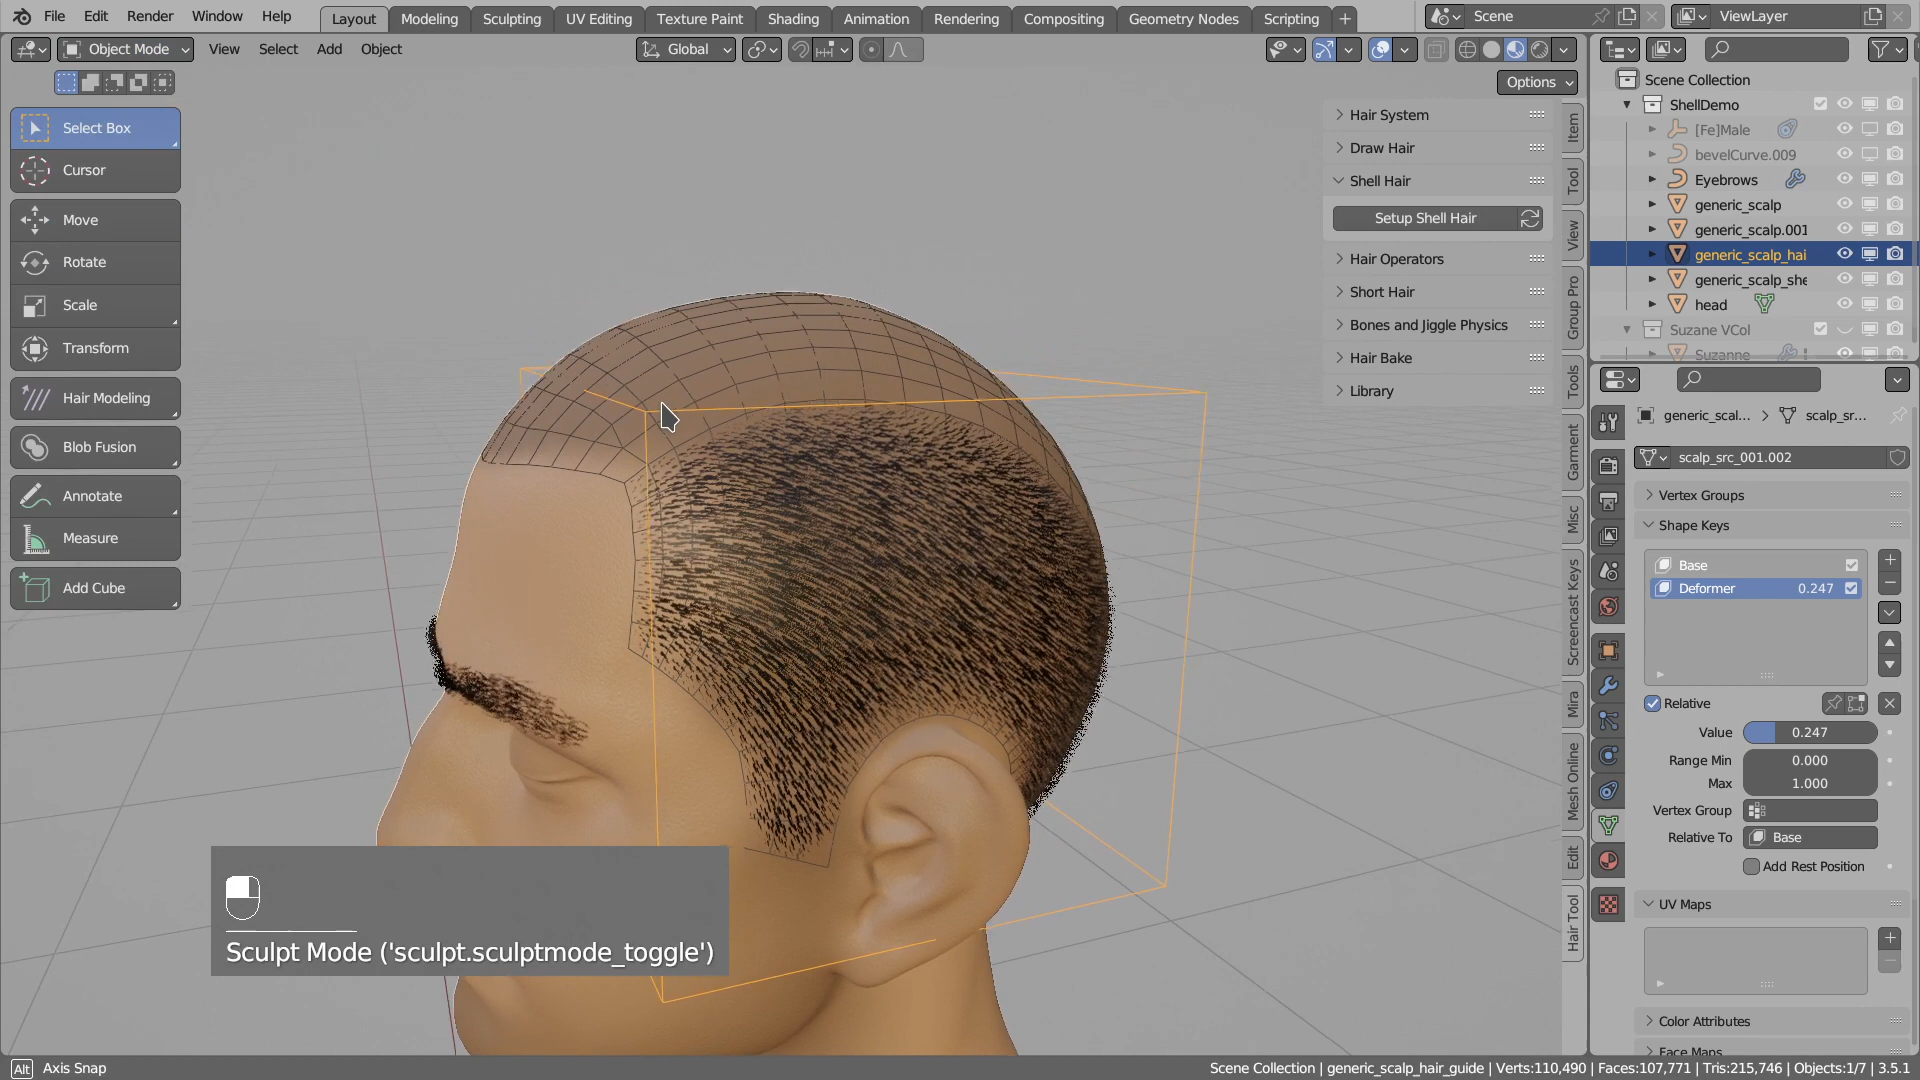 File Edit Render Window Help
Layout Modeling Sculpting UV Editing Texture Paint Shading Animation Rendering Compositing Geometry Nodes Scripting +
Scene
ViewLayer
Object Mode View Select Add Object
Global
Options
Select Box
Cursor
Move
Rotate
Scale
Transform
Hair Modeling
Blob Fusion
Annotate
Measure
Add Cube
Hair System
Draw Hair
Shell Hair
Setup Shell Hair
Hair Operators
Short Hair
Bones and Jiggle Physics
Hair Bake
Library
Item
Tool
View
Group Pro
Tools
Garment
Misc
Screencast Keys
Mira
Mesh Online
Edit
Hair Tool
Scene Collection
ShellDemo
[Fe]Male
bevelCurve.009
Eyebrows
generic_scalp
generic_scalp.001
generic_scalp_hai
generic_scalp_she
head
Suzane VCol
Suzanne
generic_scal... > scalp_sr...
scalp_src_001.002
Vertex Groups
Shape Keys
Base
Deformer 0.247
Relative
Value 0.247
Range Min 0.000
Max 1.000
Vertex Group
Relative To Base
Add Rest Position
UV Maps
Color Attributes
Face Maps
Sculpt Mode ('sculpt.sculptmode_toggle')
Alt Axis Snap
Scene Collection | generic_scalp_hair_guide | Verts:110,490 | Faces:107,771 | Tris:215,746 | Objects:1/7 | 3.5.1